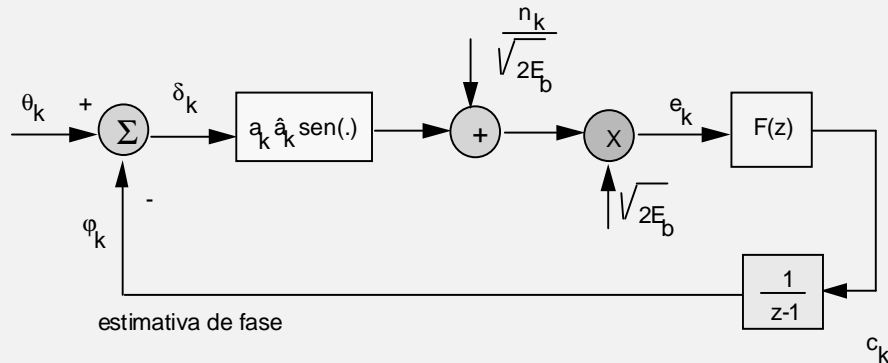 n_k
√2E_b
θ_k
+
δ_k
Σ
a_k â_k sen(.)
+
X
e_k
F(z)
-
φ_k
√2E_b
1
z-1
estimativa de fase
c_k